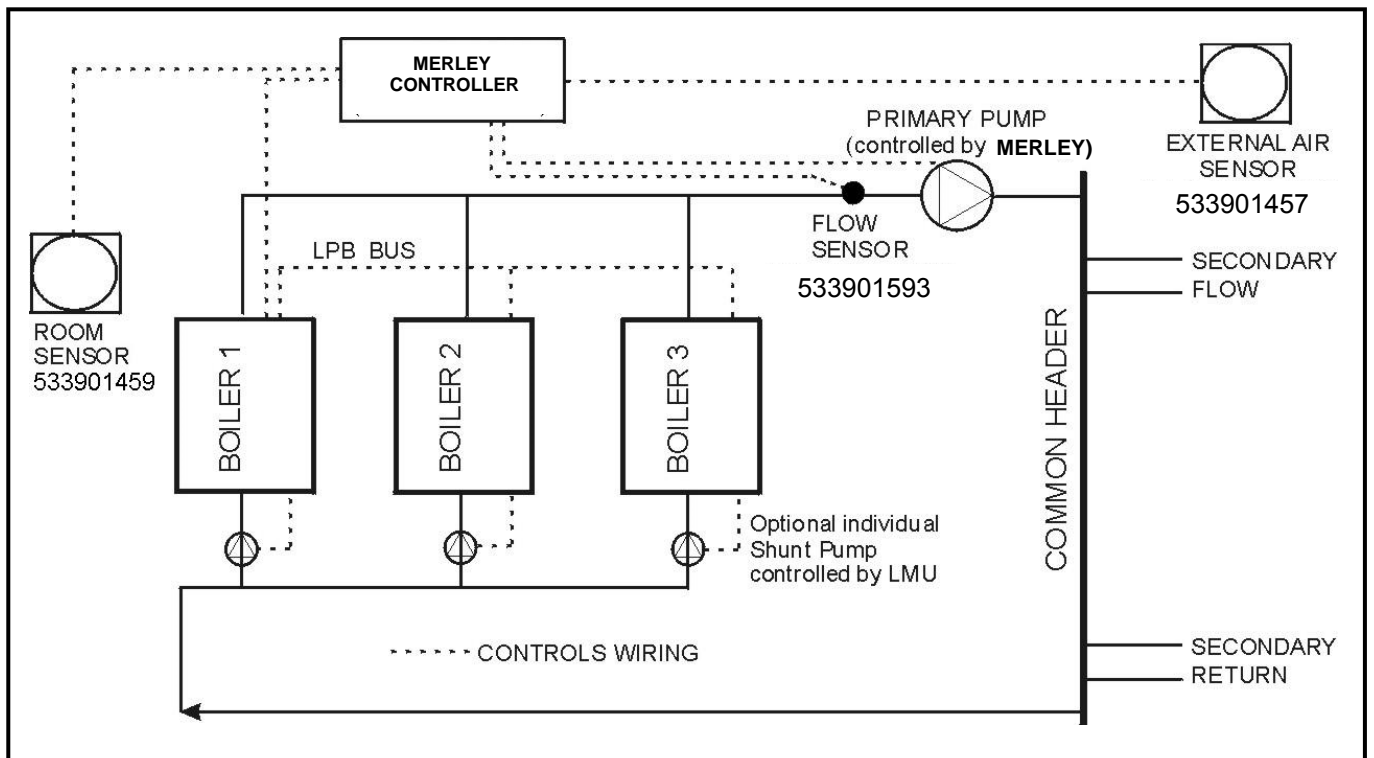 MERLEY
CONTROLLER
PRIMARY PUMP
(controlled by MERLEY)
EXTERNAL AIR
SENSOR
533901457
FLOW
SENSOR
533901593
LPB BUS
SECONDARY
FLOW
ROOM
SENSOR
533901459
BOILER 1
BOILER 2
BOILER 3
COMMON HEADER
Optional individual
Shunt Pump
controlled by LMU
CONTROLS WIRING
SECONDARY
RETURN